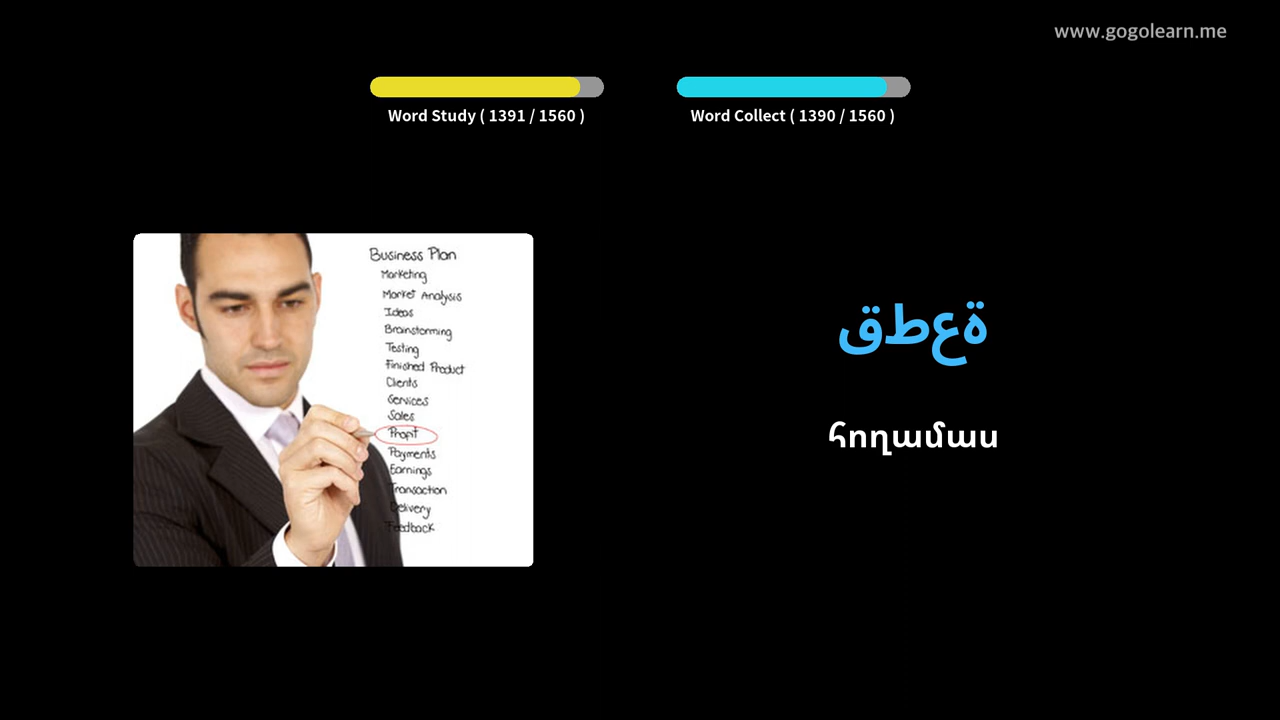 www.gogolearn.me
Word Study ( 1391 / 1560 )
Word Collect ( 1390 / 1560 )
Business Plan
Marketing
Market Analysis
Ideas
Brainstorming
Testing
Finished Product
Clients
Services
Sales
Profit
Payments
Earnings
Transaction
Delivery
Feedback
قطعة
հողամաս